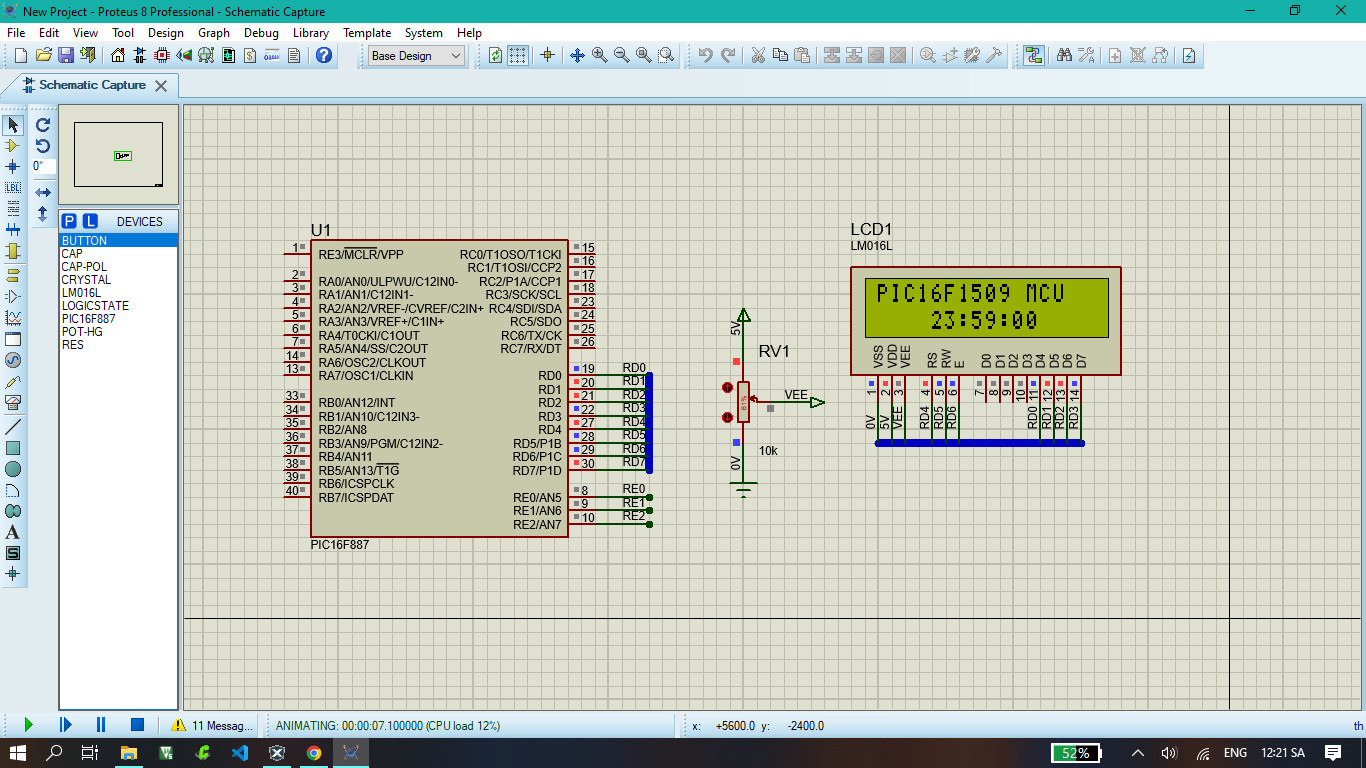 New Project - Proteus 8 Professional - Schematic Capture
File Edit View Tool Design Graph Debug Library Template System Help
Base Design
Schematic Capture
0°
LBL
P L DEVICES
BUTTON
CAP
CAP-POL
CRYSTAL
LM016L
LOGICSTATE
PIC16F887
POT-HG
RES
A
S
U1
1 RE3/MCLR/VPP RC0/T1OSO/T1CKI 15
RC1/T1OSI/CCP2 16
2 RA0/AN0/ULPWU/C12IN0- RC2/P1A/CCP1 17
3 RA1/AN1/C12IN1- RC3/SCK/SCL 18
4 RA2/AN2/VREF-/CVREF/C2IN+ RC4/SDI/SDA 23
5 RA3/AN3/VREF+/C1IN+ RC5/SDO 24
6 RA4/T0CKI/C1OUT RC6/TX/CK 25
7 RA5/AN4/SS/C2OUT RC7/RX/DT 26
14 RA6/OSC2/CLKOUT
13 RA7/OSC1/CLKIN RD0 19 RD0
RD1 20 RD1
33 RB0/AN12/INT RD2 21 RD2
34 RB1/AN10/C12IN3- RD3 22 RD3
35 RB2/AN8 RD4 27 RD4
36 RB3/AN9/PGM/C12IN2- RD5/P1B 28 RD5
37 RB4/AN11 RD6/P1C 29 RD6
38 RB5/AN13/T1G RD7/P1D 30 RD7
39 RB6/ICSPCLK
40 RB7/ICSPDAT RE0/AN5 8 RE0
RE1/AN6 9 RE1
RE2/AN7 10 RE2
PIC16F887
5V
RV1
61%
VEE
10k
0V
LCD1
LM016L
PIC16F1509 MCU
23:59:00
VSS VDD VEE RS RW E D0 D1 D2 D3 D4 D5 D6 D7
1 2 3 4 5 6 7 8 9 10 11 12 13 14
0V 5V VEE RD4 RD5 RD6 RD0 RD1 RD2 RD3
11 Messag... ANIMATING: 00:00:07.100000 (CPU load 12%) x: +5600.0 y: -2400.0 th
52% ENG 12:21 SA